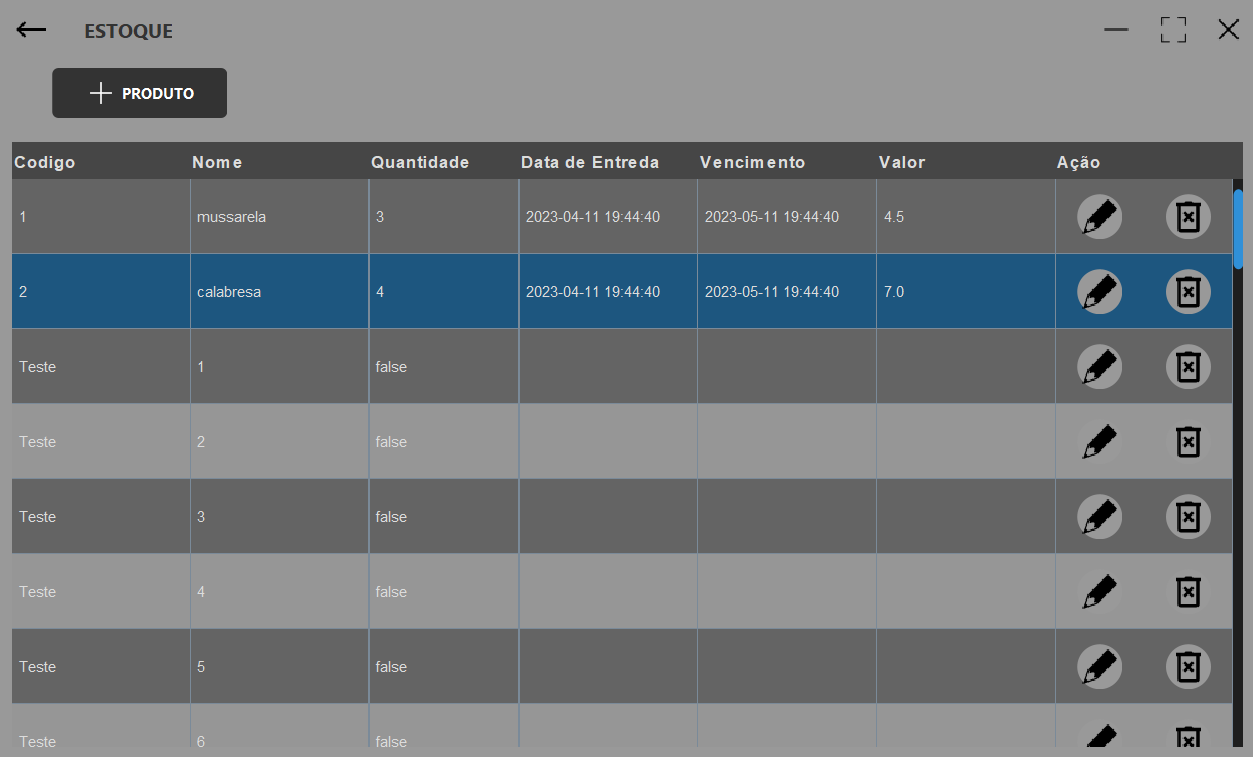 ESTOQUE
PRODUTO
Codigo Nome Quantidade Data de Entreda Vencimento Valor Ação
1 mussarela 3 2023-04-11 19:44:40 2023-05-11 19:44:40 4.5
2 calabresa 4 2023-04-11 19:44:40 2023-05-11 19:44:40 7.0
Teste 1 false
Teste 2 false
Teste 3 false
Teste 4 false
Teste 5 false
Teste 6 false